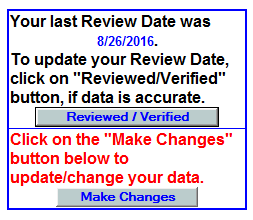 Your last Review Date was
8/26/2016.
To update your Review Date,
click on "Reviewed/Verified"
button, if data is accurate.
Reviewed / Verified
Click on the "Make Changes"
button below to
update/change your data.
Make Changes